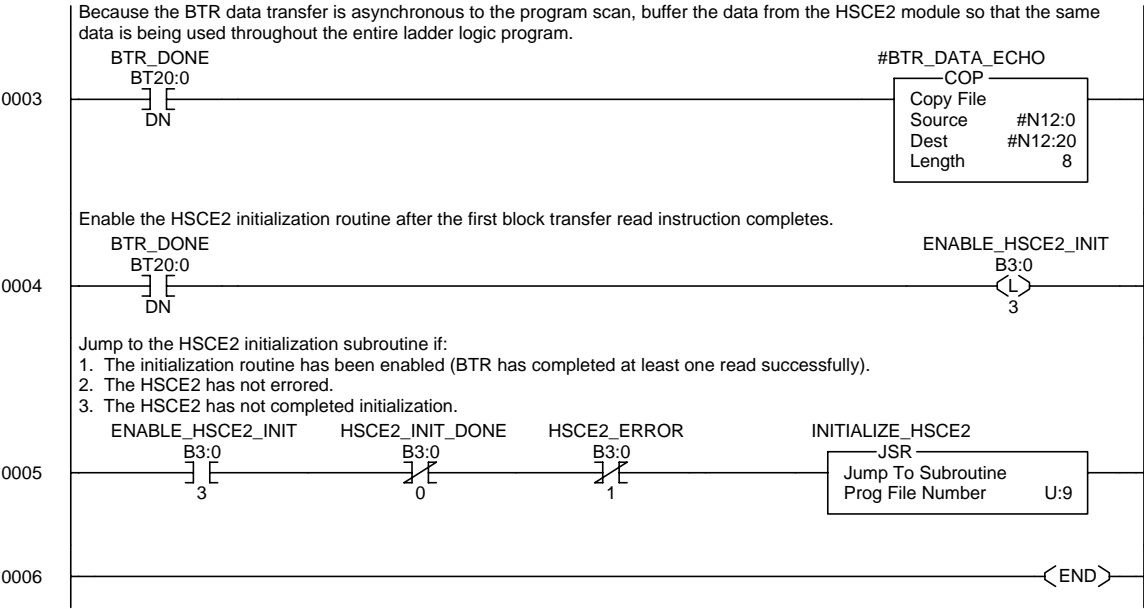 Because the BTR data transfer is asynchronous to the program scan, buffer the data from the HSCE2 module so that the same
data is being used throughout the entire ladder logic program.
BTR_DONE
BT20:0
DN
#BTR_DATA_ECHO
COP
Copy File
Source #N12:0
Dest #N12:20
Length 8
0003
Enable the HSCE2 initialization routine after the first block transfer read instruction completes.
BTR_DONE
BT20:0
DN
ENABLE_HSCE2_INIT
B3:0
L
3
0004
Jump to the HSCE2 initialization subroutine if:
1. The initialization routine has been enabled (BTR has completed at least one read successfully).
2. The HSCE2 has not errored.
3. The HSCE2 has not completed initialization.
ENABLE_HSCE2_INIT
B3:0
3
HSCE2_INIT_DONE
B3:0
0
HSCE2_ERROR
B3:0
1
INITIALIZE_HSCE2
JSR
Jump To Subroutine
Prog File Number U:9
0005
0006
END